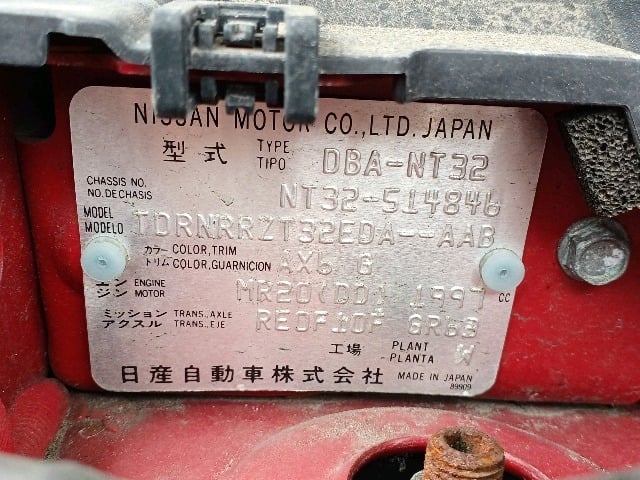 NISSAN MOTOR CO.,LTD. JAPAN
型式 TYPE TIPO DBA-NT32
CHASSIS NO. NO.DE CHASIS NT32-514846
MODEL MODELO TDRNRRZT32EDA--AAB
カラー トリム COLOR,TRIM COLOR,GUARNICION AX6 G
エンジン ENGINE MOTOR MR20(DD) 1997 CC
ミッション アクスル TRANS.,AXLE TRANS.,EJE RE0F10F GR63
工場 PLANT PLANTA W
日産自動車株式会社 MADE IN JAPAN
89909